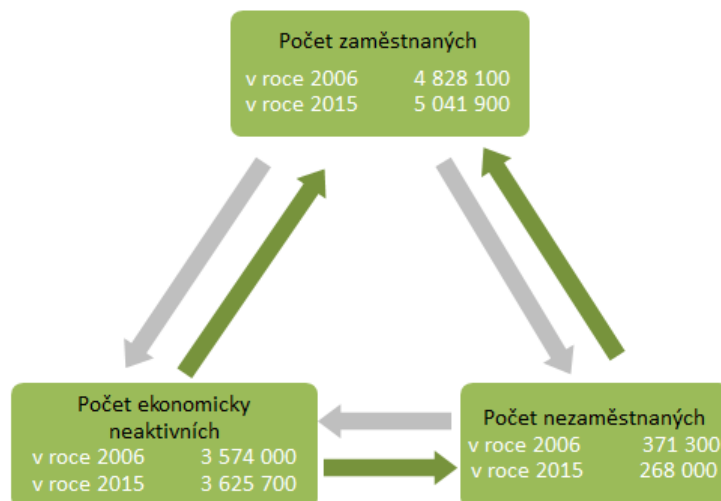 Počet zaměstnaných
v roce 2006 4 828 100
v roce 2015 5 041 900
Počet ekonomicky
neaktivních
v roce 2006 3 574 000
v roce 2015 3 625 700
Počet nezaměstnaných
v roce 2006 371 300
v roce 2015 268 000